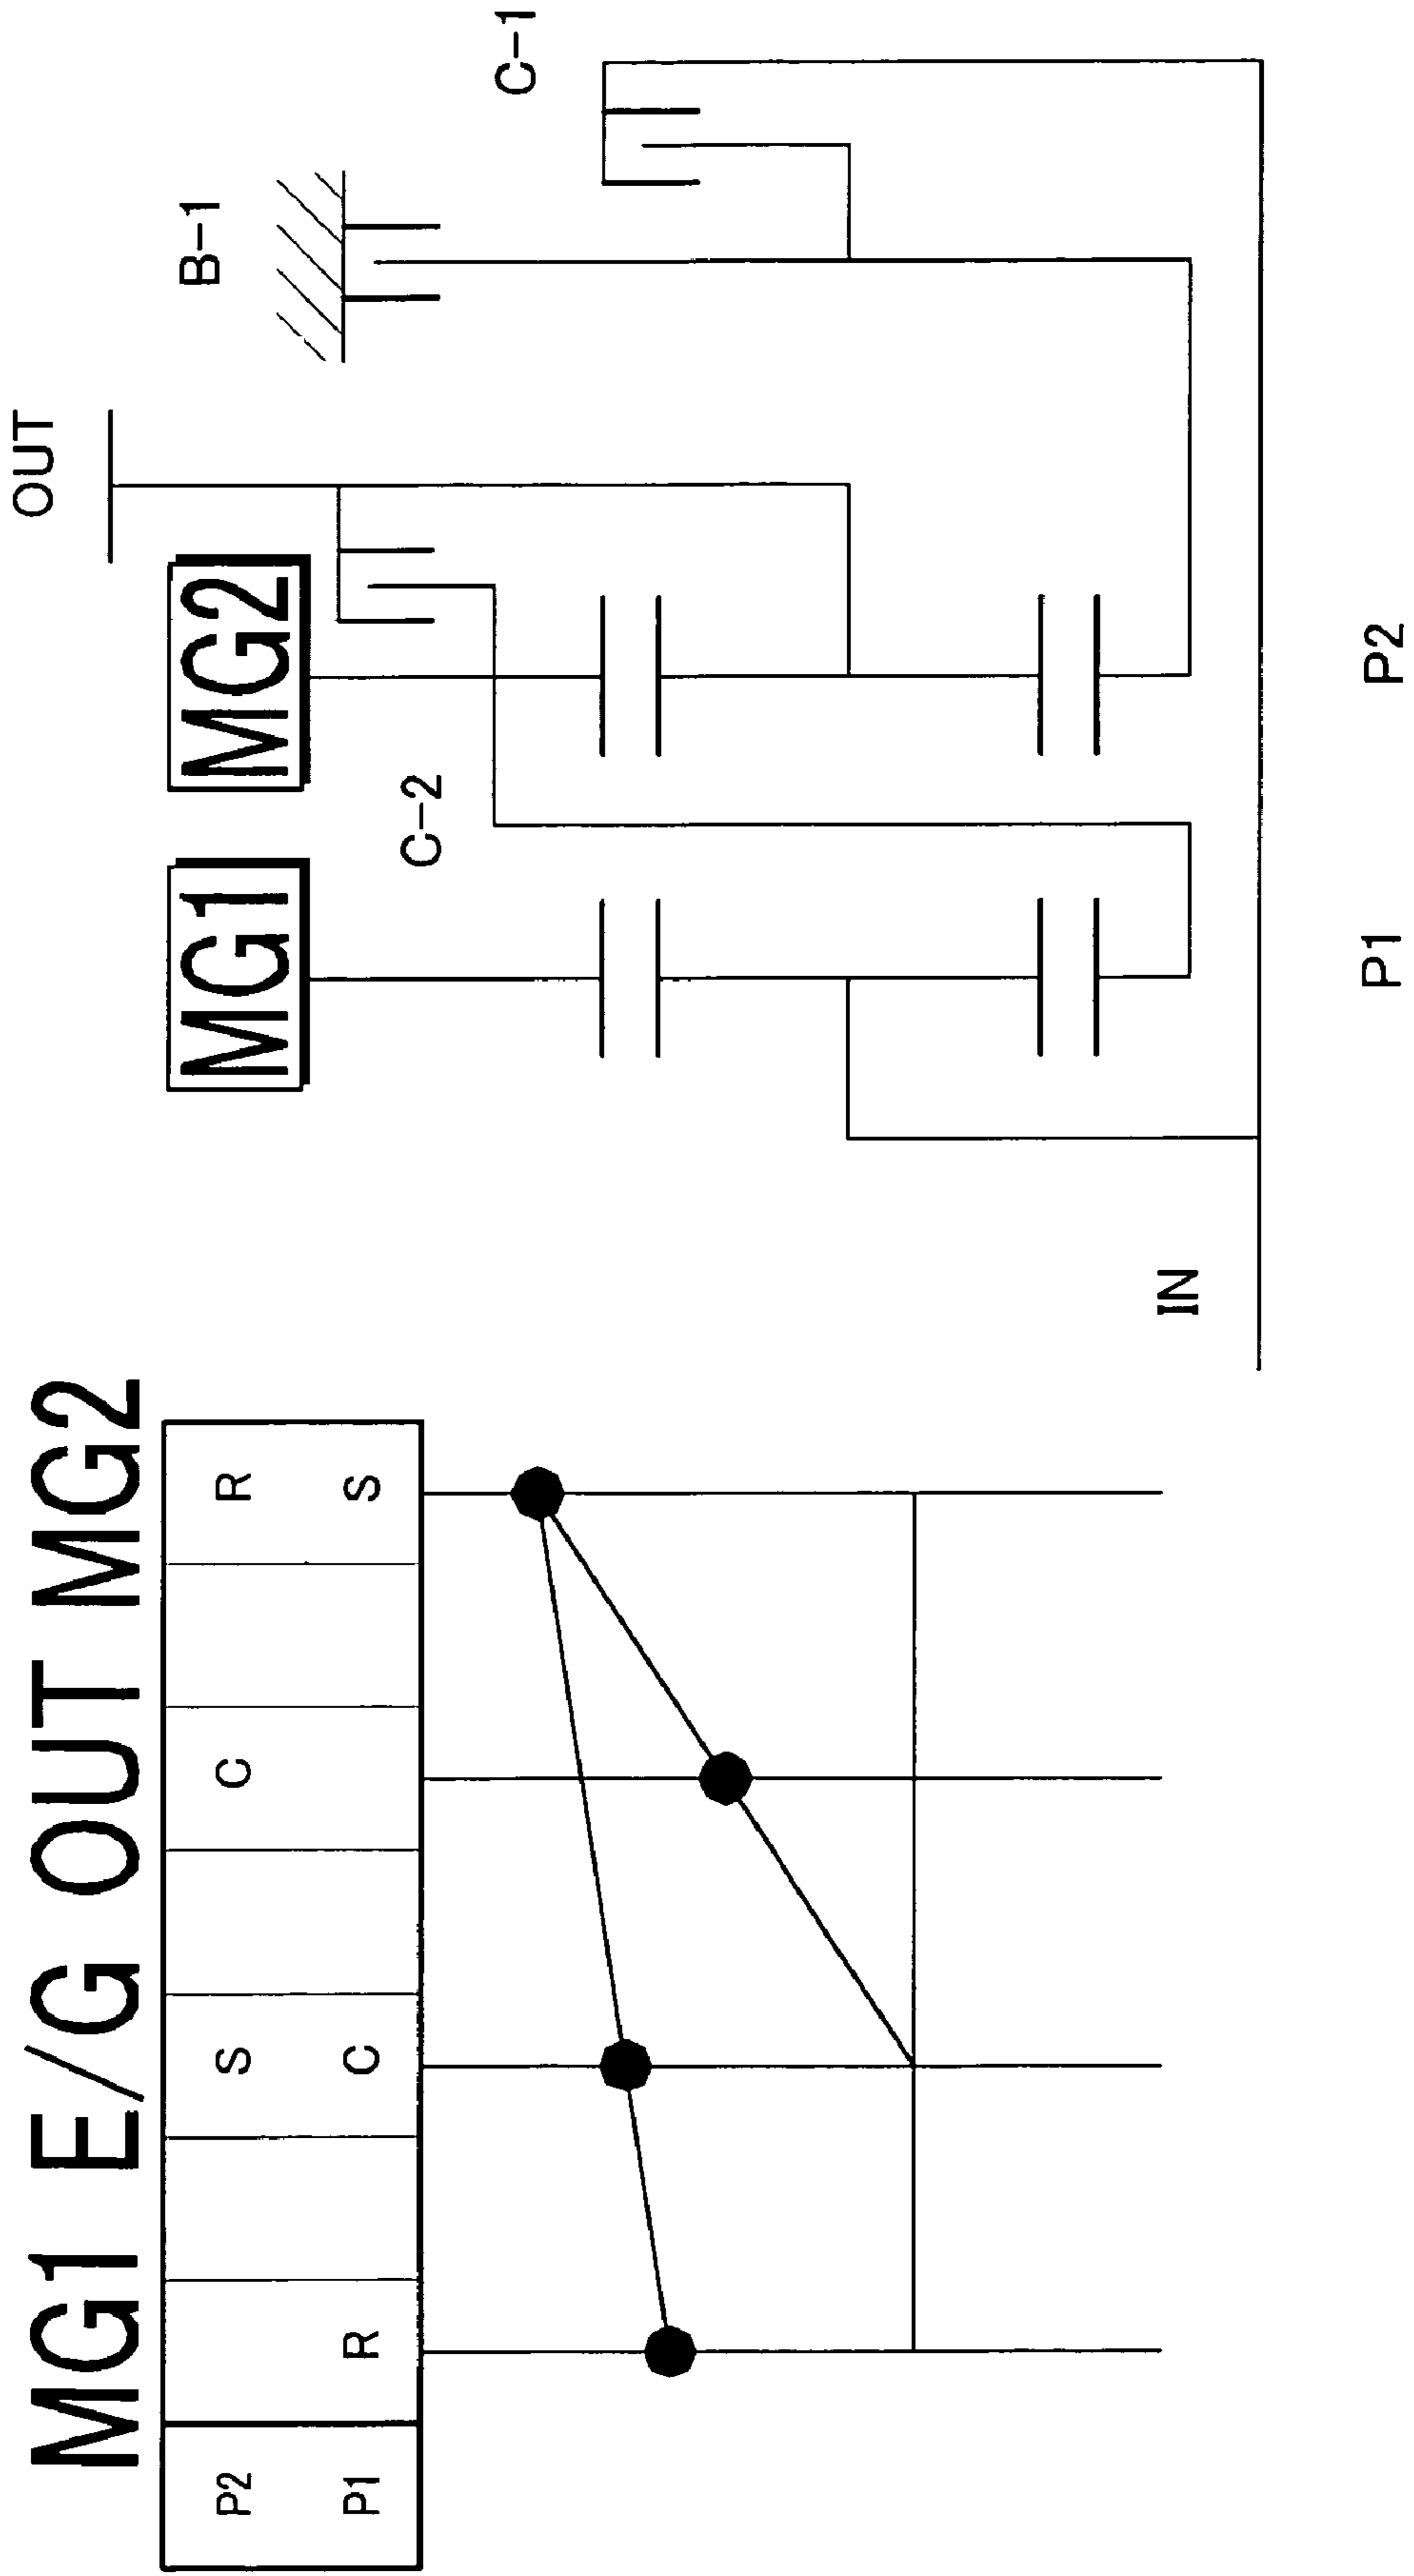 MG1 E/G OUT MG2
P2 S C R
P1 R C S
OUT
B-1
C-1
MG1
MG2
C-2
IN
P1
P2